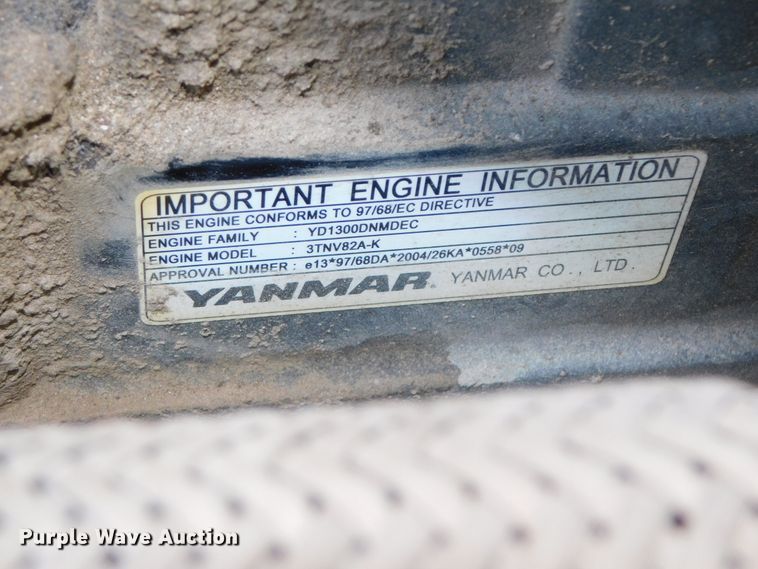 IMPORTANT ENGINE INFORMATION
THIS ENGINE CONFORMS TO 97/68/EC DIRECTIVE
ENGINE FAMILY : YD1300DNMDEC
ENGINE MODEL : 3TNV82A-K
APPROVAL NUMBER : e13*97/68DA*2004/26KA*0558*09
YANMAR. YANMAR CO., LTD.
Purple Wave Auction